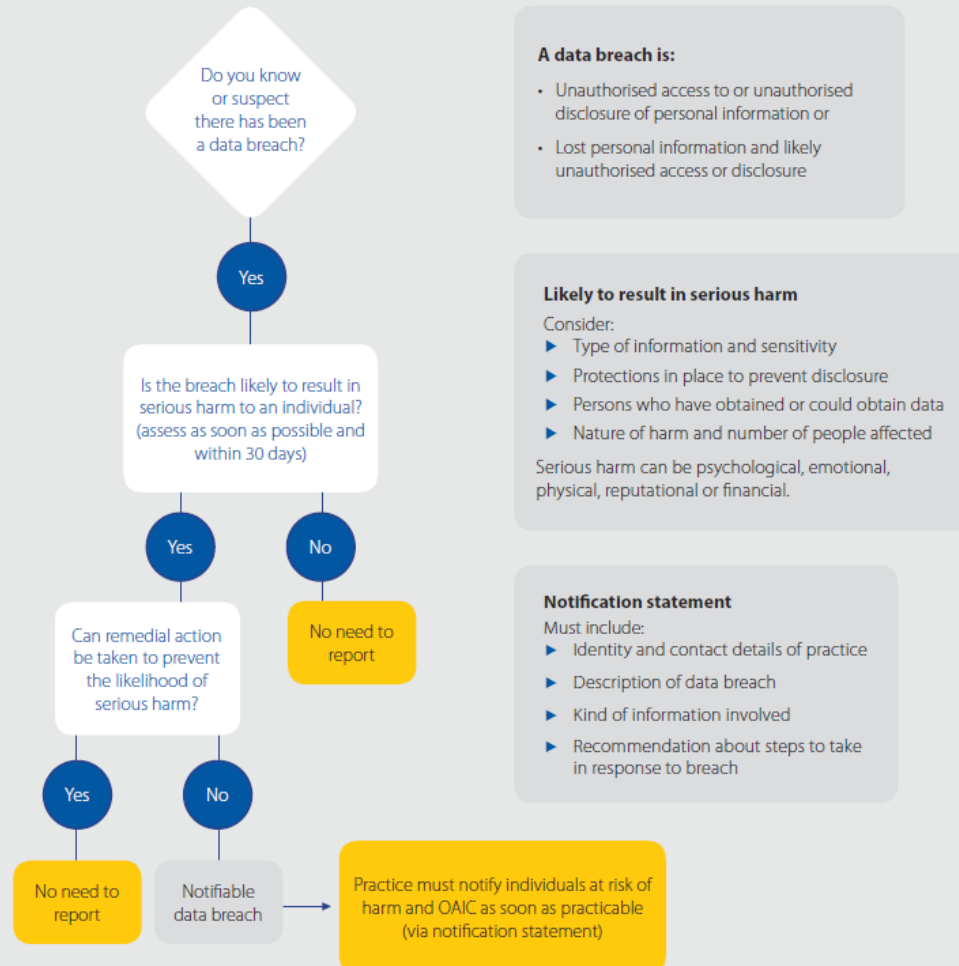 Do you know
or suspect
there has been
a data breach?
Yes
Is the breach likely to result in
serious harm to an individual?
(assess as soon as possible and
within 30 days)
Yes
No
Can remedial action
be taken to prevent
the likelihood of
serious harm?
No need to
report
Yes
No
No need to
report
Notifiable
data breach
Practice must notify individuals at risk of
harm and OAIC as soon as practicable
(via notification statement)
A data breach is:
• Unauthorised access to or unauthorised
disclosure of personal information or
• Lost personal information and likely
unauthorised access or disclosure
Likely to result in serious harm
Consider:
▶ Type of information and sensitivity
▶ Protections in place to prevent disclosure
▶ Persons who have obtained or could obtain data
▶ Nature of harm and number of people affected
Serious harm can be psychological, emotional,
physical, reputational or financial.
Notification statement
Must include:
▶ Identity and contact details of practice
▶ Description of data breach
▶ Kind of information involved
▶ Recommendation about steps to take
in response to breach